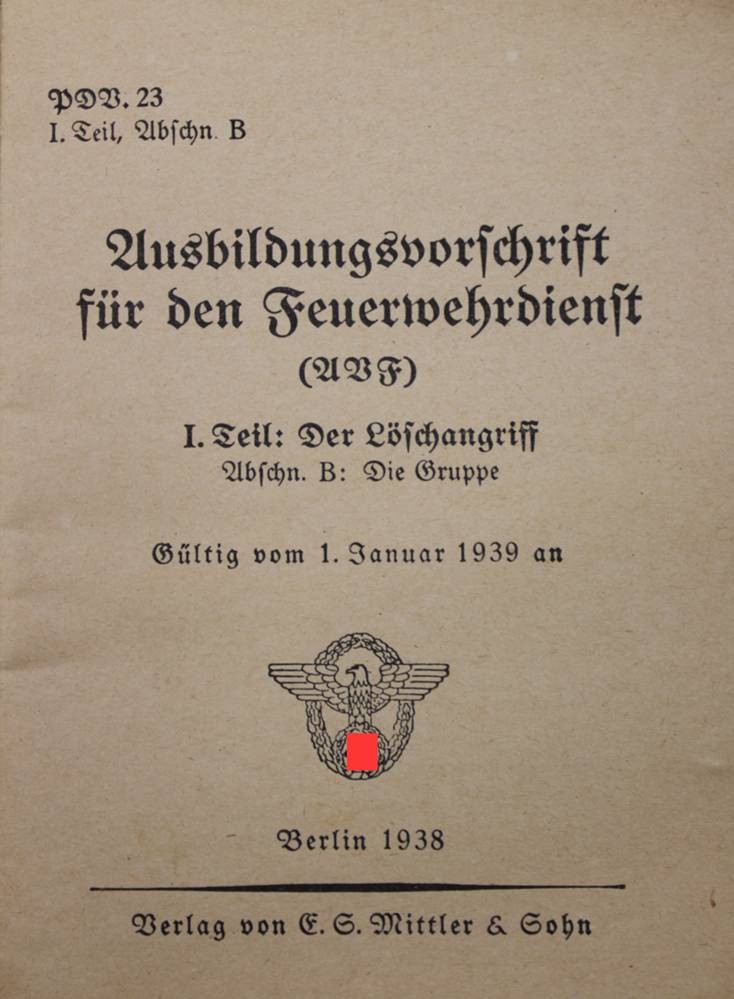 PDV. 23
I. Teil, Abschn. B
Ausbildungsvorschrift
für den Feuerwehrdienst
(AVF)
I. Teil: Der Löschangriff
Abschn. B: Die Gruppe
Gültig vom 1. Januar 1939 an
Berlin 1938
Verlag von E. S. Mittler & Sohn